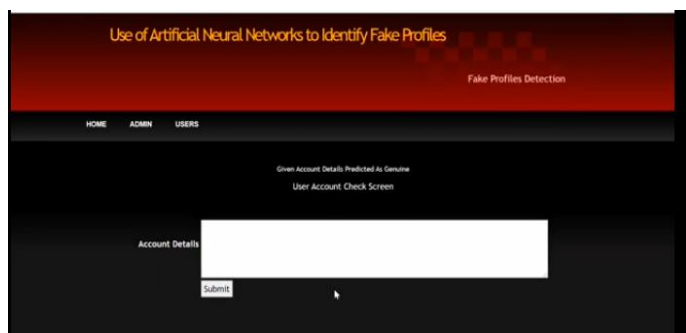 Use of Artificial Neural Networks to Identify Fake Profiles
Fake Profiles Detection
HOME ADMIN USERS
Given Account Details Predicted As Genuine
User Account Check Screen
Account Details
Submit